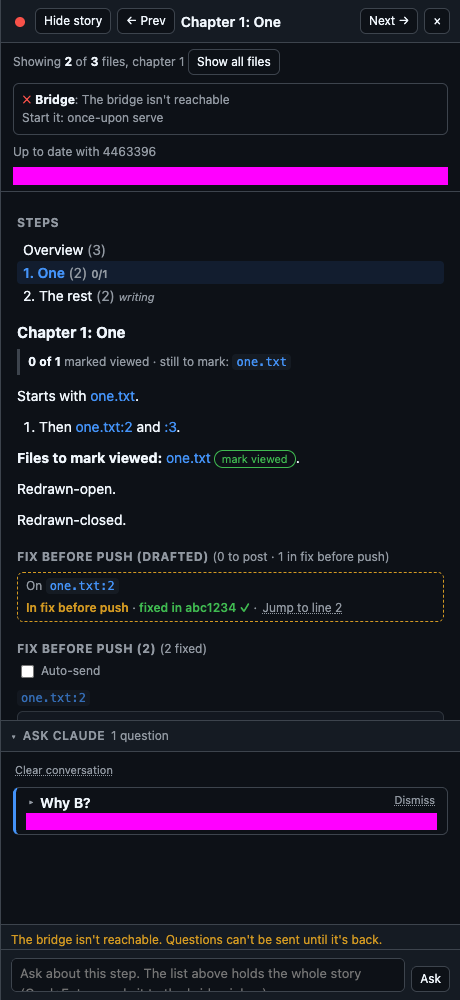 Hide story ← Prev Chapter 1: One Next → ×
Showing 2 of 3 files, chapter 1 Show all files
✕ Bridge: The bridge isn't reachable
Start it: once-upon serve
Up to date with 4463396
STEPS
Overview (3)
1. One (2) 0/1
2. The rest (2) writing
Chapter 1: One
0 of 1 marked viewed · still to mark: one.txt
Starts with one.txt.
1. Then one.txt:2 and :3.
Files to mark viewed: one.txt mark viewed.
Redrawn-open.
Redrawn-closed.
FIX BEFORE PUSH (DRAFTED) (0 to post · 1 in fix before push)
On one.txt:2
In fix before push · fixed in abc1234 ✓ · Jump to line 2
FIX BEFORE PUSH (2) (2 fixed)
Auto-send
one.txt:2
▾ ASK CLAUDE 1 question
Clear conversation
▸ Why B? Dismiss
The bridge isn't reachable. Questions can't be sent until it's back.
Ask about this step. The list above holds the whole story
Ask